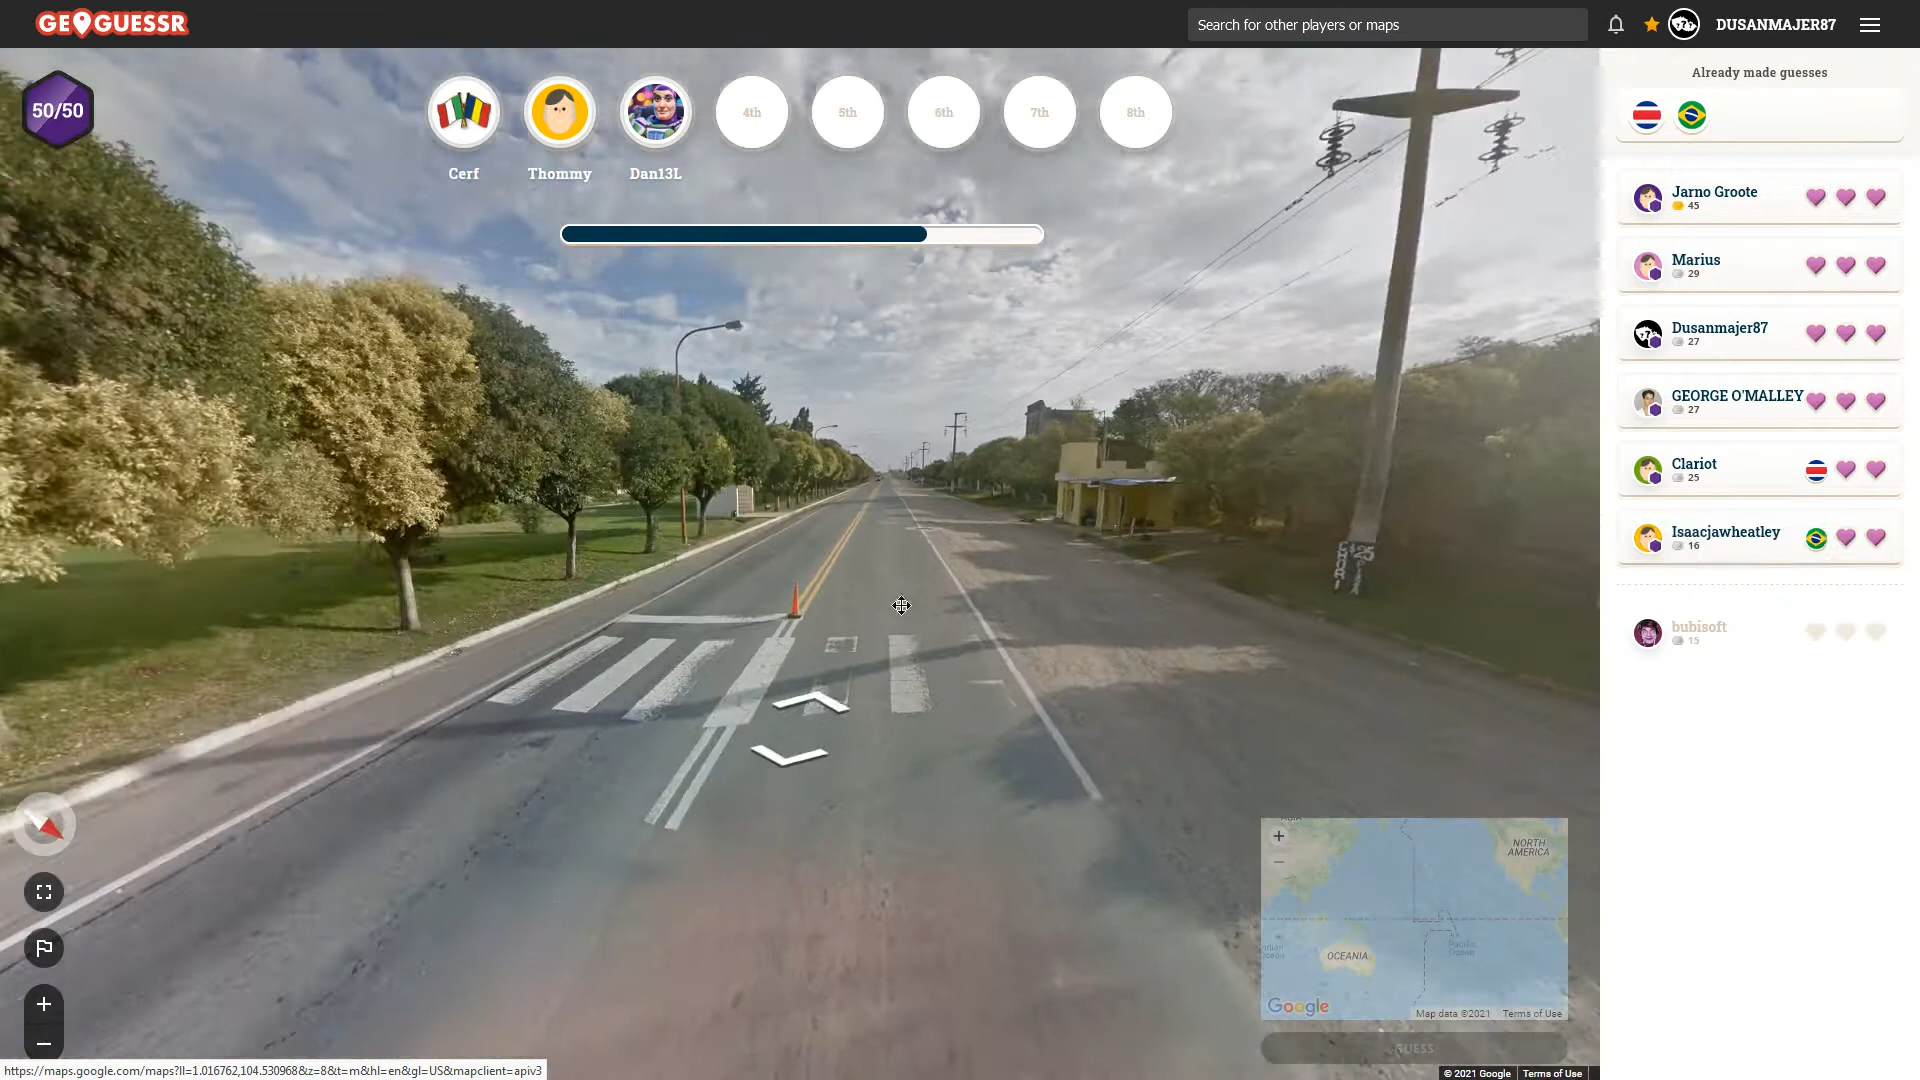 GEOGUESSR
Search for other players or maps
DUSANMAJER87
50/50
4th
5th
6th
7th
8th
Cerf
Thommy
Dan13L
Already made guesses
Jarno Groote
45
Marius
29
Dusanmajer87
27
GEORGE O'MALLEY
27
Clariot
25
Isaacjawheatley
16
bubisoft
15
$25
NORTH
AMERICA
OCEANIA
Pacific
Ocean
Google
Map data ©2021
Terms of Use
GUESS
https://maps.google.com/maps?ll=1.016762,104.530968&z=8&t=m&hl=en&gl=US&mapclient=apiv3
© 2021 Google
Terms of Use